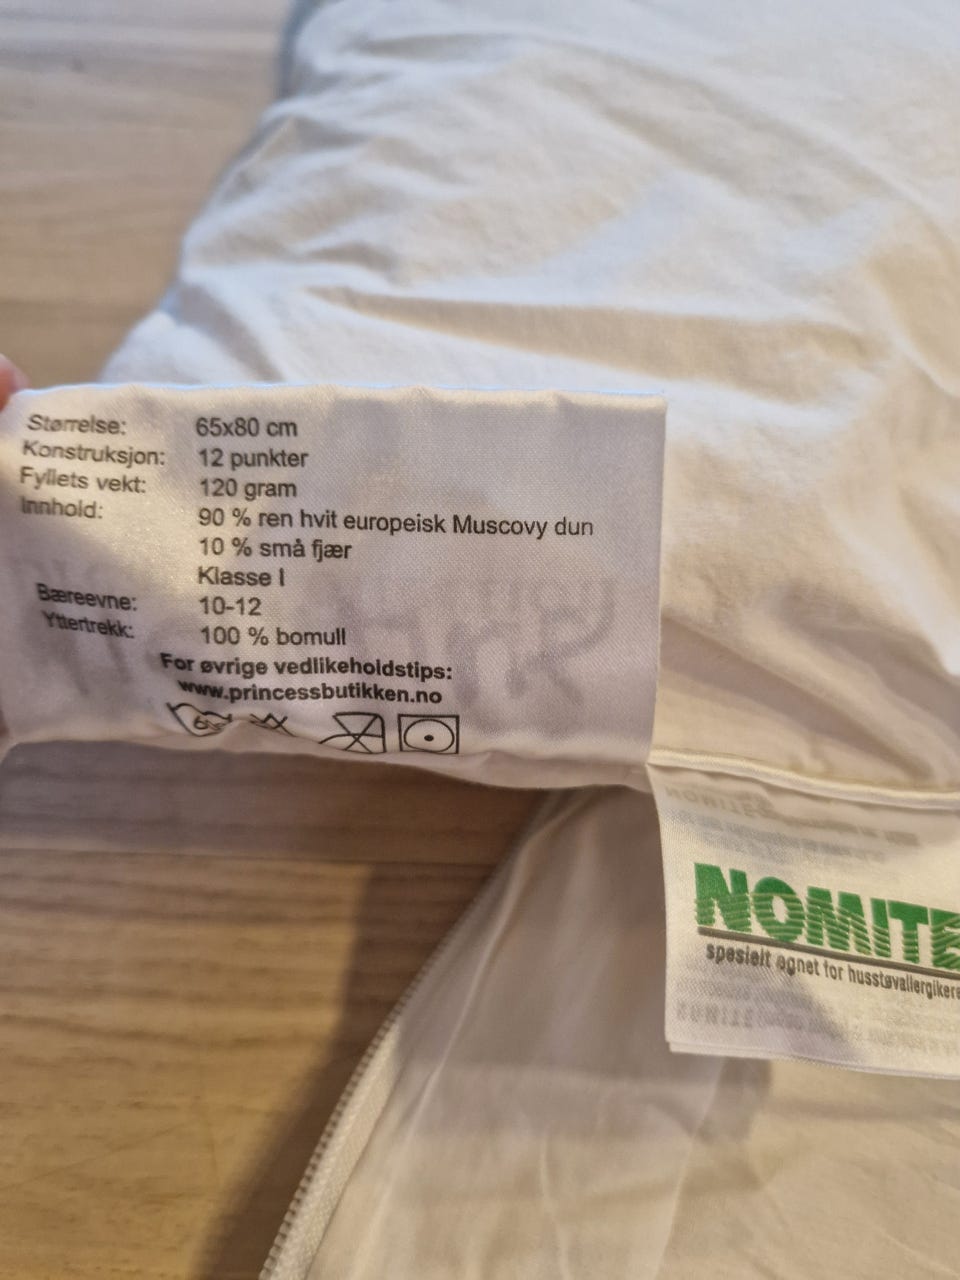 Størrelse: 65x80 cm
Konstruksjon: 12 punkter
Fyllets vekt: 120 gram
Innhold: 90 % ren hvit europeisk Muscovy dun
10 % små fjær
Klasse I
Bæreevne: 10-12
Yttertrekk: 100 % bomull
For øvrige vedlikeholdstips:
www.princessbutikken.no
NOMITE
spesielt egnet for husstøvallergikere